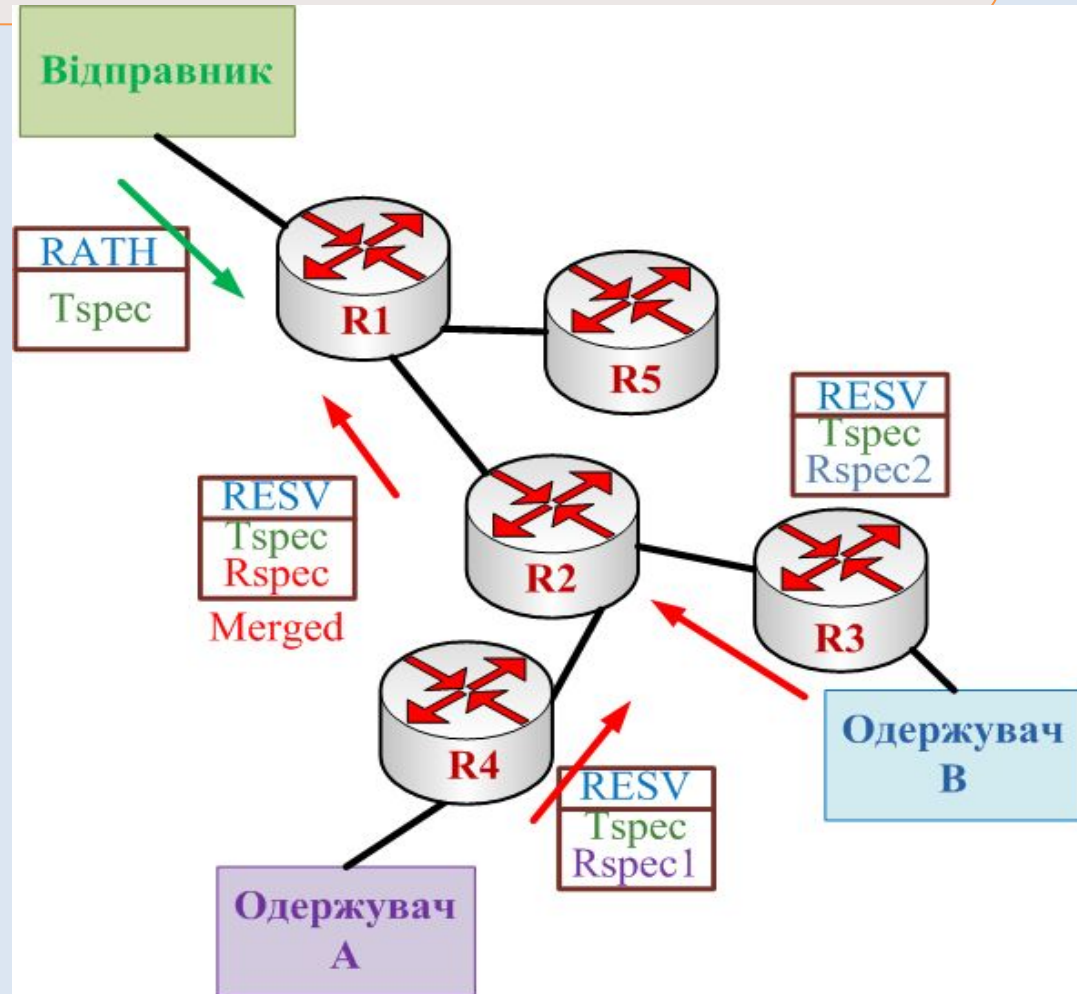 Відправник
RATH
Tspec
R1
R5
RESV
Tspec
Rspec2
RESV
Tspec
Rspec
Merged
R2
R3
R4
RESV
Tspec
Rspec1
Одержувач
В
Одержувач
А